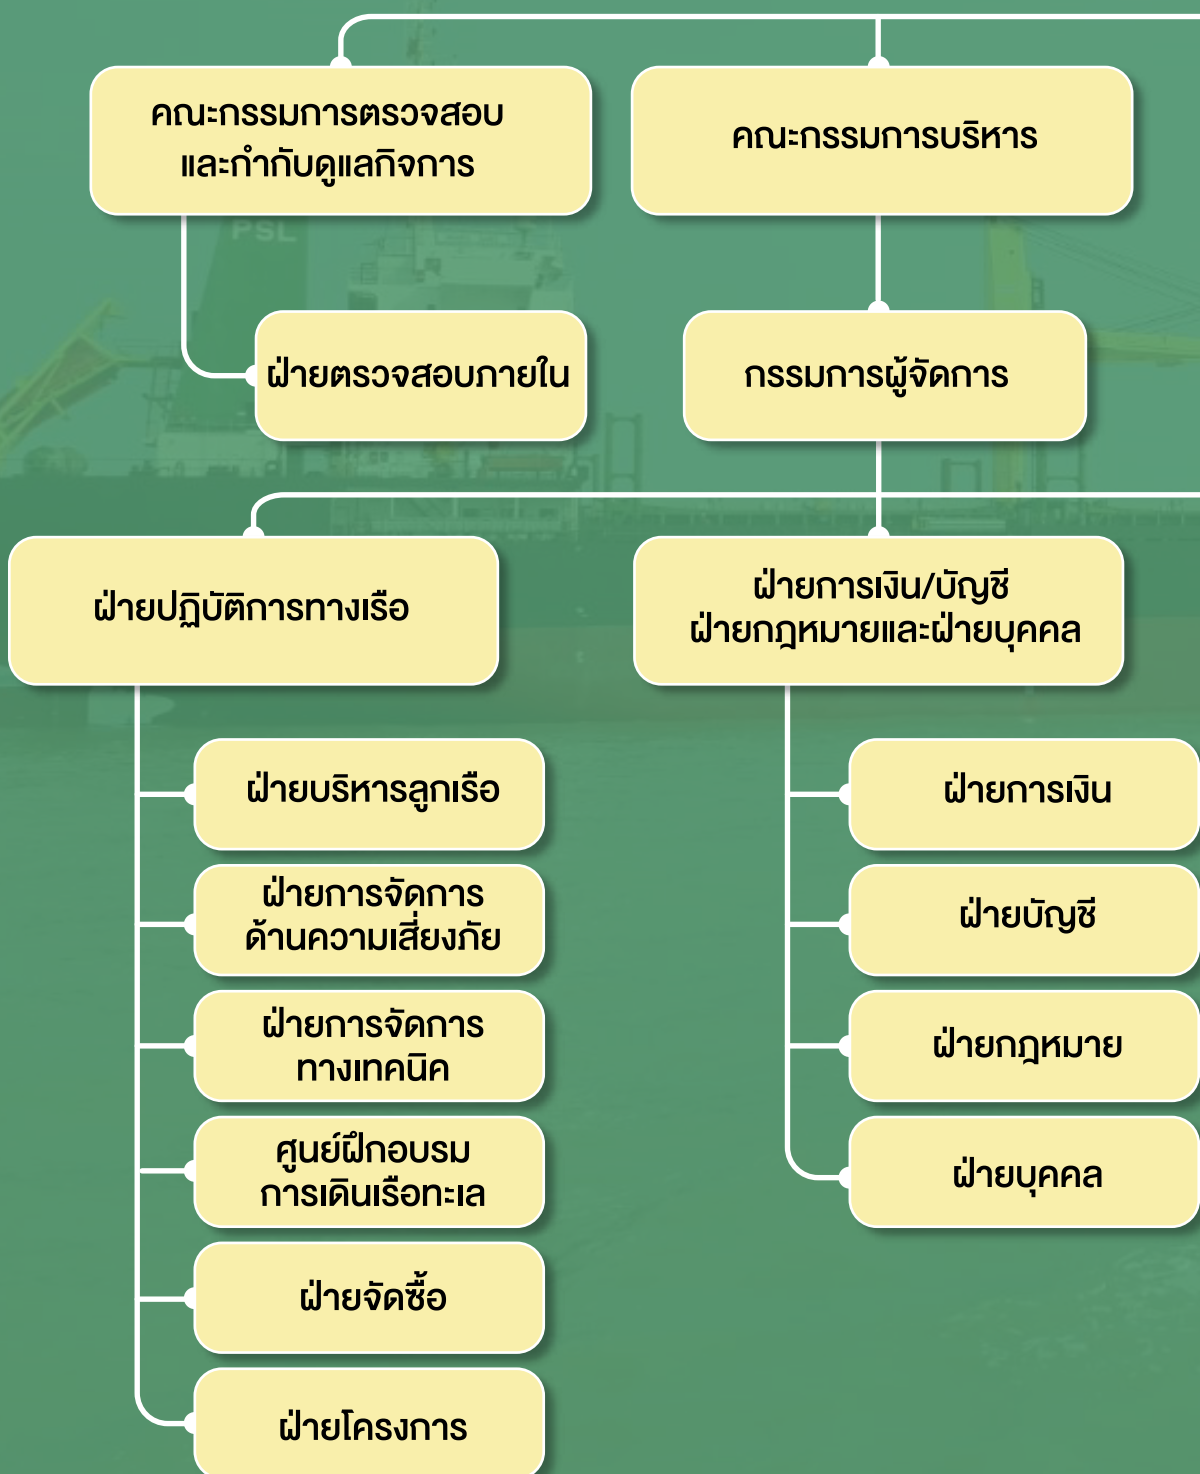 คณะกรรมการตรวจสอบ
และกำกับดูแลกิจการ
คณะกรรมการบริหาร
PSL
ฝ่ายตรวจสอบภายใน
กรรมการผู้จัดการ
ฝ่ายปฏิบัติการทางเรือ
ฝ่ายการเงิน/บัญชี
ฝ่ายกฎหมายและฝ่ายบุคคล
ฝ่ายบริหารลูกเรือ
ฝ่ายการจัดการ
ด้านความเสี่ยงภัย
ฝ่ายการจัดการ
ทางเทคนิค
ศูนย์ฝึกอบรม
การเดินเรือทะเล
ฝ่ายจัดซื้อ
ฝ่ายโครงการ
ฝ่ายการเงิน
ฝ่ายบัญชี
ฝ่ายกฎหมาย
ฝ่ายบุคคล